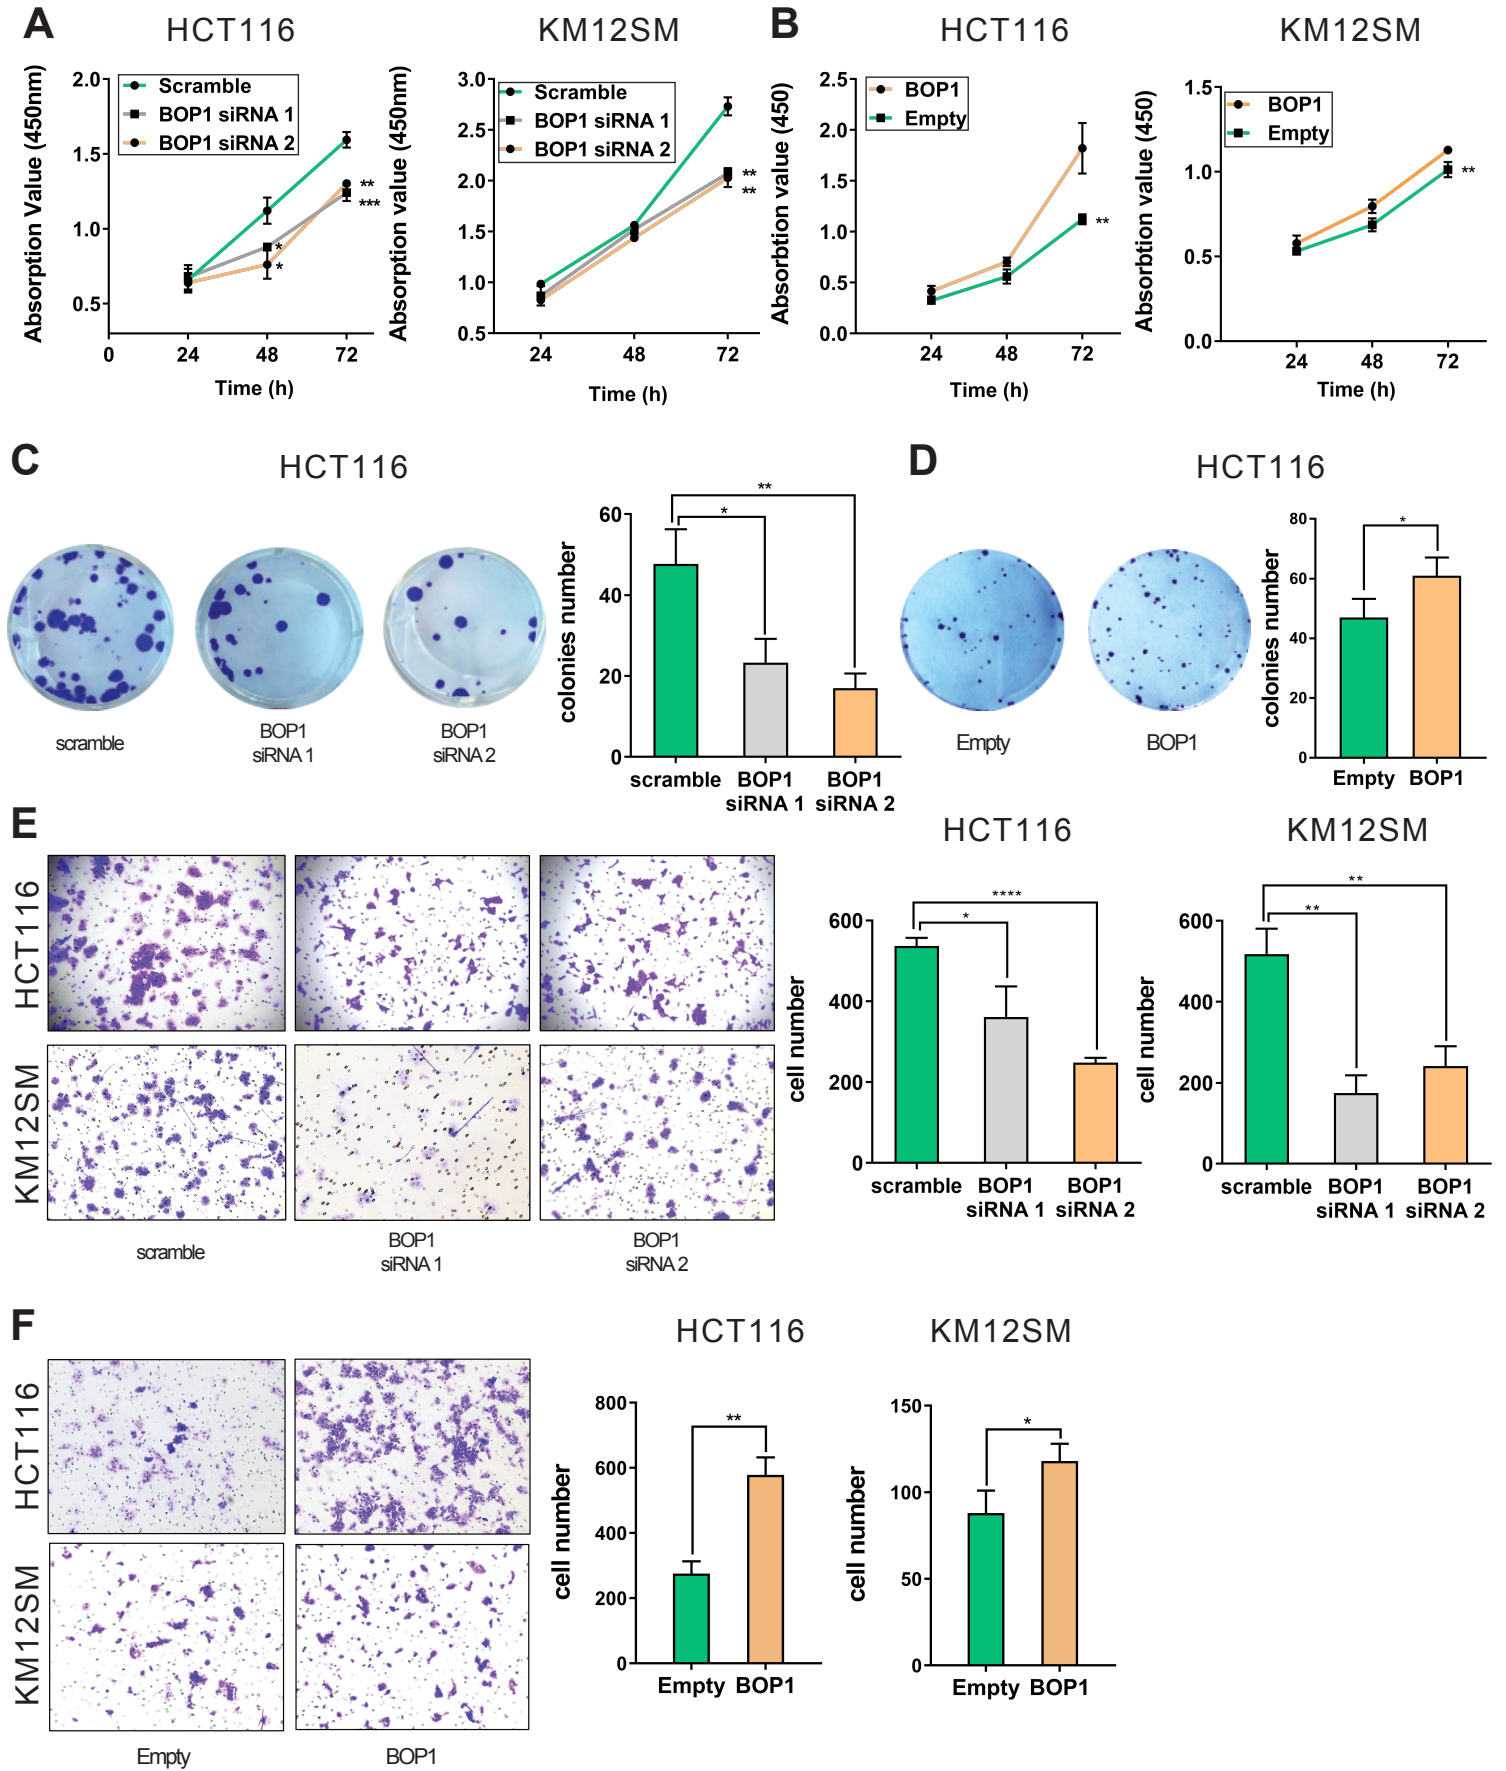 A
HCT116
KM12SM
B
HCT116
KM12SM
Absorption Value (450nm)
2.0
1.5
1.0
0.5
0
24
48
72
Time (h)
Scramble
BOP1 siRNA 1
BOP1 siRNA 2
**
***
*
*
Absorption value (450nm)
3.0
2.5
2.0
1.5
1.0
0.5
24
48
72
Time (h)
Scramble
BOP1 siRNA 1
BOP1 siRNA 2
**
**
Absorbtion value (450)
2.5
2.0
1.5
1.0
0.5
0.0
24
48
72
Time (h)
BOP1
Empty
**
Absorbtion value (450)
1.5
1.0
0.5
0.0
24
48
72
Time (h)
BOP1
Empty
**
C
HCT116
scramble
BOP1
siRNA 1
BOP1
siRNA 2
colonies number
60
40
20
0
**
*
scramble
BOP1
siRNA 1
BOP1
siRNA 2
D
HCT116
Empty
BOP1
colonies number
80
60
40
20
0
*
Empty
BOP1
E
HCT116
KM12SM
scramble
BOP1
siRNA 1
BOP1
siRNA 2
HCT116
cell number
600
400
200
0
****
*
scramble
BOP1
siRNA 1
BOP1
siRNA 2
KM12SM
cell number
600
400
200
0
**
**
scramble
BOP1
siRNA 1
BOP1
siRNA 2
F
HCT116
KM12SM
Empty
BOP1
HCT116
cell number
800
600
400
200
0
**
Empty
BOP1
KM12SM
cell number
150
100
50
0
*
Empty
BOP1